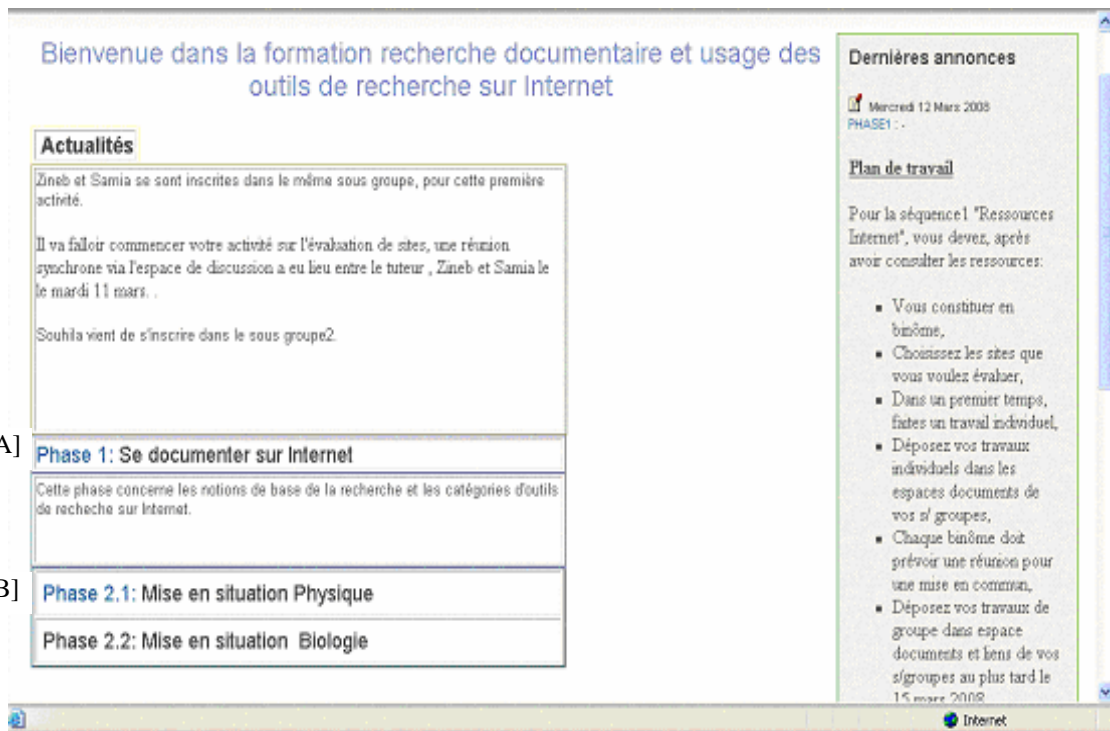 Bienvenue dans la formation recherche documentaire et usage des
outils de recherche sur Internet
Actualités
Zineb et Samia se sont inscrites dans le même sous groupe, pour cette première
activité.
Il va falloir commencer votre activité sur l'évaluation de sites, une réunion
synchrone via l'espace de discussion a eu lieu entre le tuteur , Zineb et Samia le
le mardi 11 mars. .
Souhila vient de s'inscrire dans le sous groupe2.
A]
Phase 1: Se documenter sur Internet
Cette phase concerne les notions de base de la recherche et les catégories d'outils
de recheche sur Internet.
B]
Phase 2.1: Mise en situation Physique
Phase 2.2: Mise en situation Biologie
Dernières annonces
Mercredi 12 Mars 2008
PHASE1 : -
Plan de travail
Pour la séquence1 "Ressources
Internet", vous devez, après
avoir consulter les ressources:
Vous constituer en
binôme,
Choisissez les sites que
vous voulez évaluer,
Dans un premier temps,
faites un travail individuel,
Déposez vos travaux
individuels dans les
espaces documents de
vos s/ groupes,
Chaque binôme doit
prévoir une réunion pour
une mise en commun,
Déposez vos travaux de
groupe dans espace
documents et liens de vos
s/groupes au plus tard le
15 mars 2008
Internet